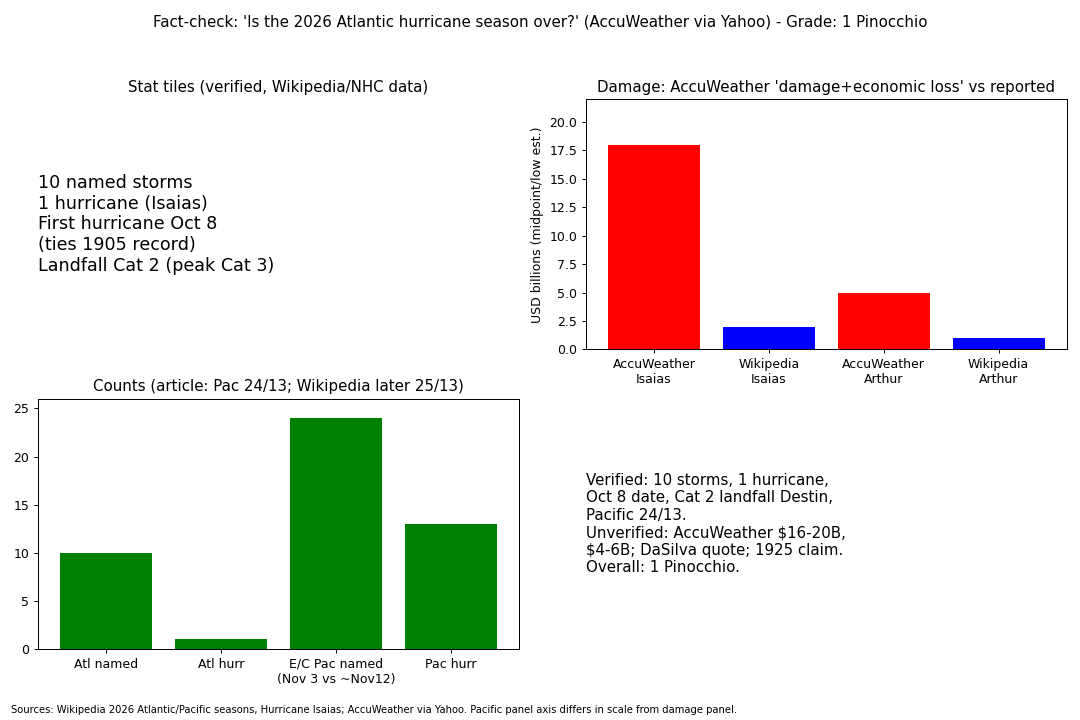 Fact-check: 'Is the 2026 Atlantic hurricane season over?' (AccuWeather via Yahoo) - Grade: 1 Pinocchio
Stat tiles (verified, Wikipedia/NHC data)
10 named storms
1 hurricane (Isaias)
First hurricane Oct 8
(ties 1905 record)
Landfall Cat 2 (peak Cat 3)
Damage: AccuWeather 'damage+economic loss' vs reported
USD billions (midpoint/low est.)
20.0
17.5
15.0
12.5
10.0
7.5
5.0
2.5
0.0
AccuWeather
Isaias
Wikipedia
Isaias
AccuWeather
Arthur
Wikipedia
Arthur
Counts (article: Pac 24/13; Wikipedia later 25/13)
25
20
15
10
5
0
Atl named
Atl hurr
E/C Pac named
(Nov 3 vs ~Nov12)
Pac hurr
Verified: 10 storms, 1 hurricane,
Oct 8 date, Cat 2 landfall Destin,
Pacific 24/13.
Unverified: AccuWeather $16-20B,
$4-6B; DaSilva quote; 1925 claim.
Overall: 1 Pinocchio.
Sources: Wikipedia 2026 Atlantic/Pacific seasons, Hurricane Isaias; AccuWeather via Yahoo. Pacific panel axis differs in scale from damage panel.